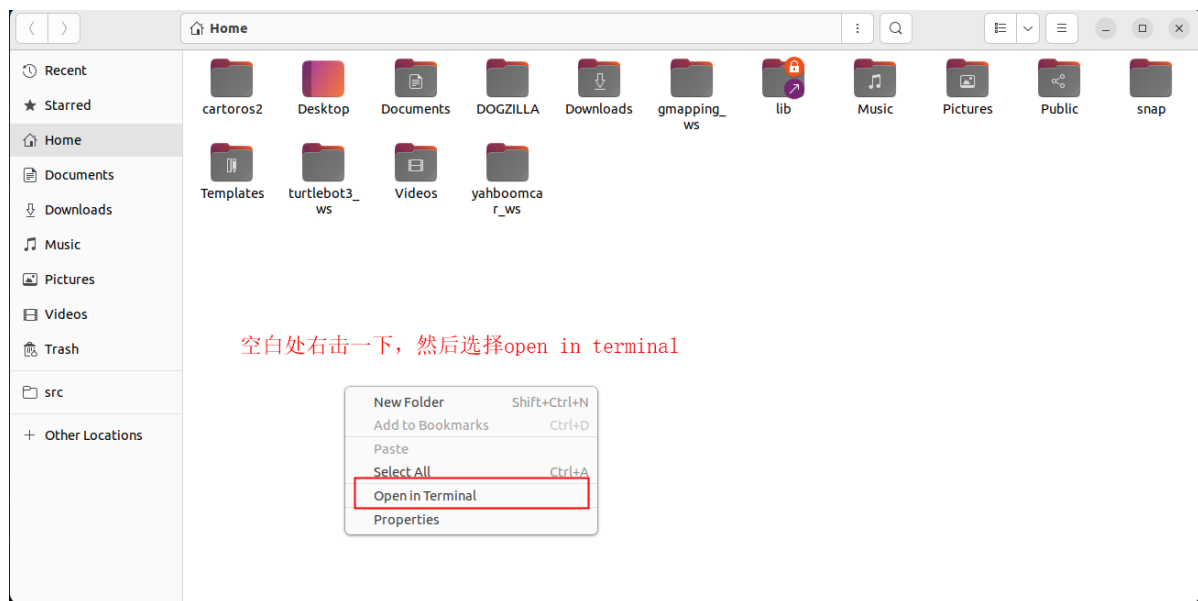 Home
Recent
Starred
Home
Documents
Downloads
Music
Pictures
Videos
Trash
src
+ Other Locations
cartoros2 Desktop Documents DOGZILLA Downloads gmapping_ lib Music Pictures Public snap
ws
Templates turtlebot3_ Videos yahboomca
ws r_ws
空白处右击一下，然后选择open in terminal
New Folder Shift+Ctrl+N
Add to Bookmarks Ctrl+D
Paste
Select All Ctrl+A
Open in Terminal
Properties